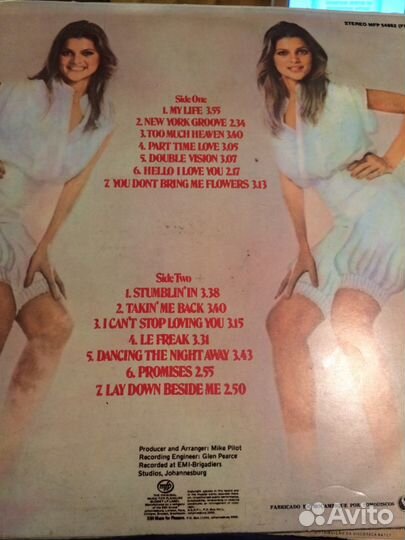 STEREO MFP 54852
Side One
1. MY LIFE 3.55
2. NEW YORK GROOVE 2.34
3. TOO MUCH HEAVEN 3.40
4. PART TIME LOVE 3.05
5. DOUBLE VISION 3.07
6. HELLO I LOVE YOU 2.17
7. YOU DONT BRING ME FLOWERS 3.13
Side Two
1. STUMBLIN' IN 3.38
2. TAKIN' ME BACK 3.40
3. I CAN'T STOP LOVING YOU 3.15
4. LE FREAK 3.31
5. DANCING THE NIGHT AWAY 3.43
6. PROMISES 2.55
7. LAY DOWN BESIDE ME 2.50
Producer and Arranger: Mike Pilot
Recording Engineer: Glen Pearce
Recorded at EMI-Brigadiers
Studios, Johannesburg
mfp
FABRICADO EM MOÇAMBIQUE POR
Avito